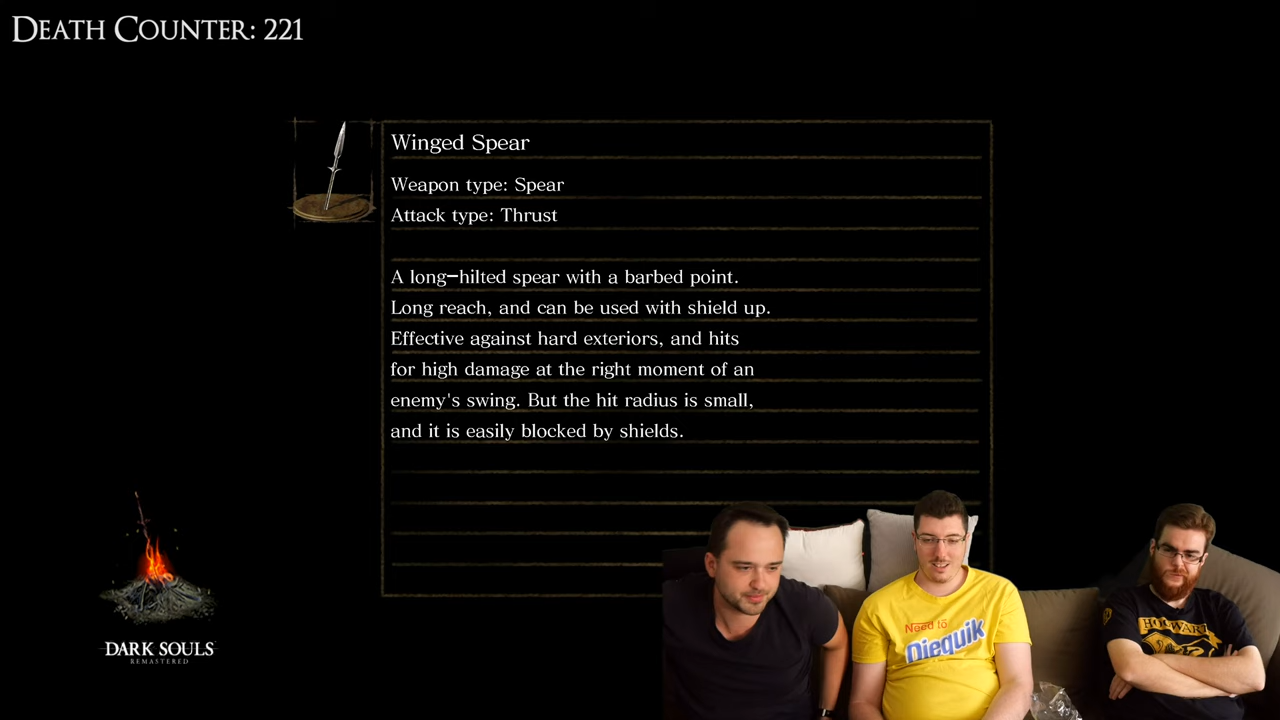 DEATH COUNTER: 221
Winged Spear
Weapon type: Spear
Attack type: Thrust
A long-hilted spear with a barbed point.
Long reach, and can be used with shield up.
Effective against hard exteriors, and hits
for high damage at the right moment of an
enemy's swing. But the hit radius is small,
and it is easily blocked by shields.
DARK SOULS
REMASTERED
Need to
Diequik
HOGWART